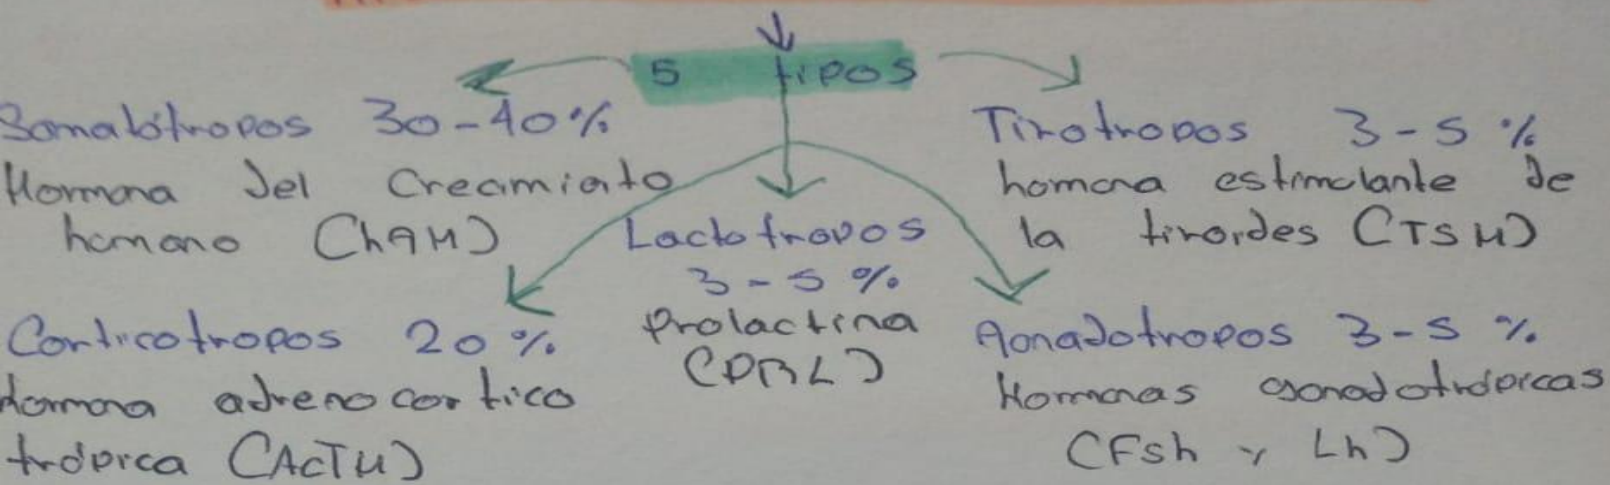 5 tipos
Somatótropos 30-40%
Hormona del Crecimiento
humano (hgH)
Corticotropos 20%
Hormona adrenocortico
trópica (ACTH)
Lactotropos
3-5%
Prolactina
(PRL)
Tirotropos 3-5%
homona estimulante de
la tiroides (TSH)
Gonadotropos 3-5%
Hormonas gonadotrópicas
(Fsh y Lh)